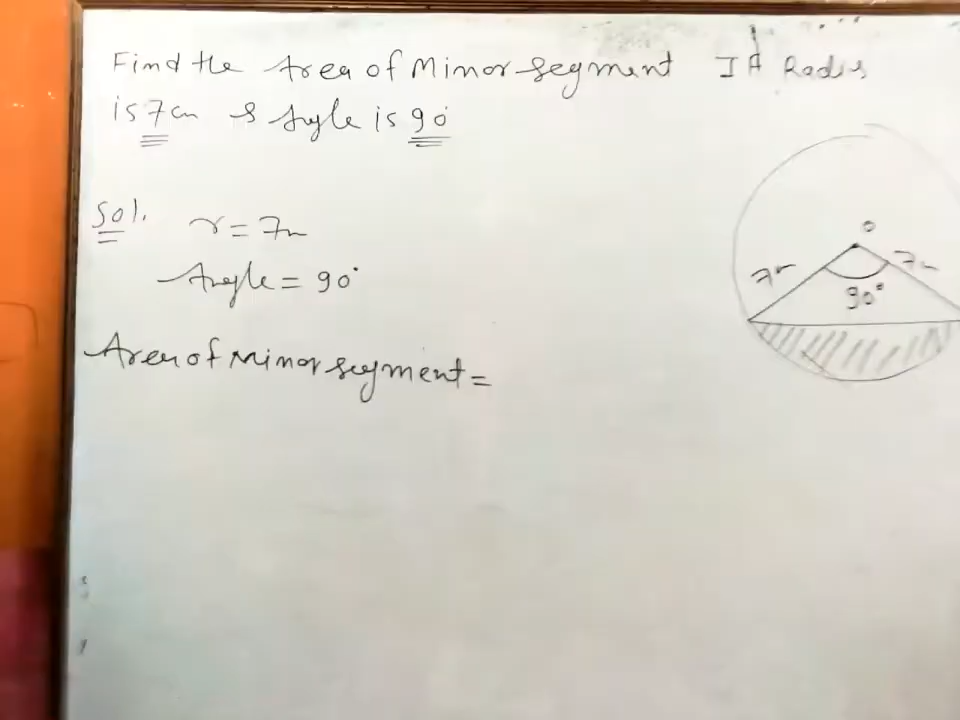 Find the Area of Minor segment If Radius
is 7cm & Angle is 90°
Sol.
r = 7cm
Angle = 90°
Area of Minor segment =
O
7cm
7cm
90°